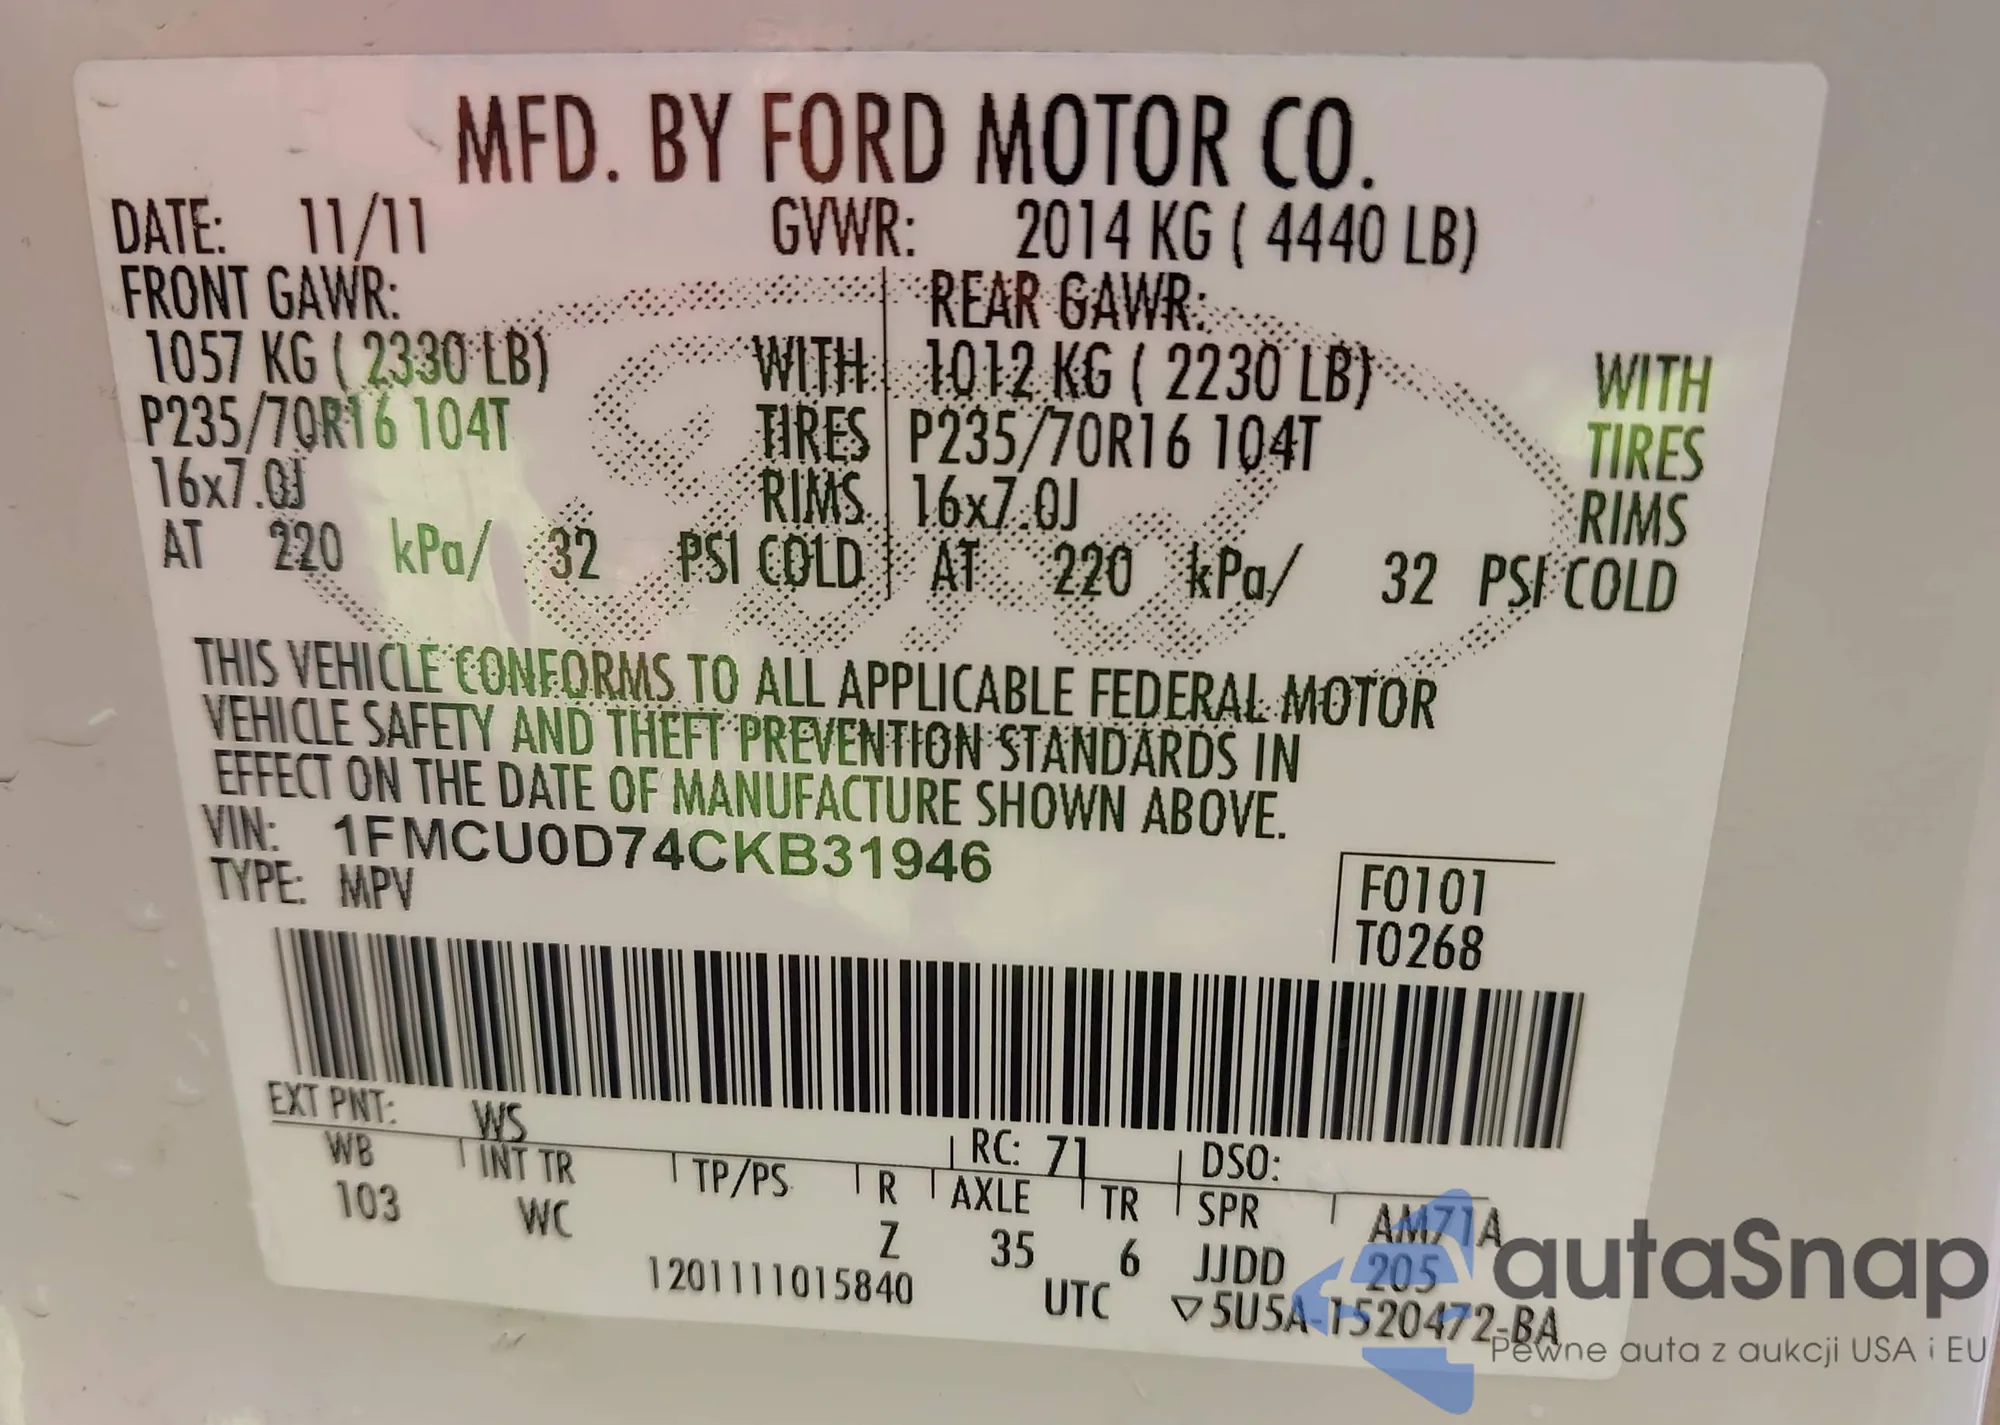 MFD. BY FORD MOTOR CO.
DATE: 11/11 GVWR: 2014 KG ( 4440 LB)
FRONT GAWR: REAR GAWR:
1057 KG ( 2330 LB) WITH 1012 KG ( 2230 LB) WITH
P235/70R16 104T TIRES P235/70R16 104T TIRES
16x7.0J RIMS 16x7.0J RIMS
AT 220 kPa/ 32 PSI COLD AT 220 kPa/ 32 PSI COLD
THIS VEHICLE CONFORMS TO ALL APPLICABLE FEDERAL MOTOR
VEHICLE SAFETY AND THEFT PREVENTION STANDARDS IN
EFFECT ON THE DATE OF MANUFACTURE SHOWN ABOVE.
VIN: 1FMCU0D74CKB31946
TYPE: MPV
F0101
T0268
EXT PNT: WS RC: 71 DSO:
WB INT TR TP/PS R AXLE TR SPR AM71A
103 WC Z 35 6 JJDD 205
1201111015840 UTC ▽5U5A-1520472-BA
autaSnap
Pewne auta z aukcji USA i EU